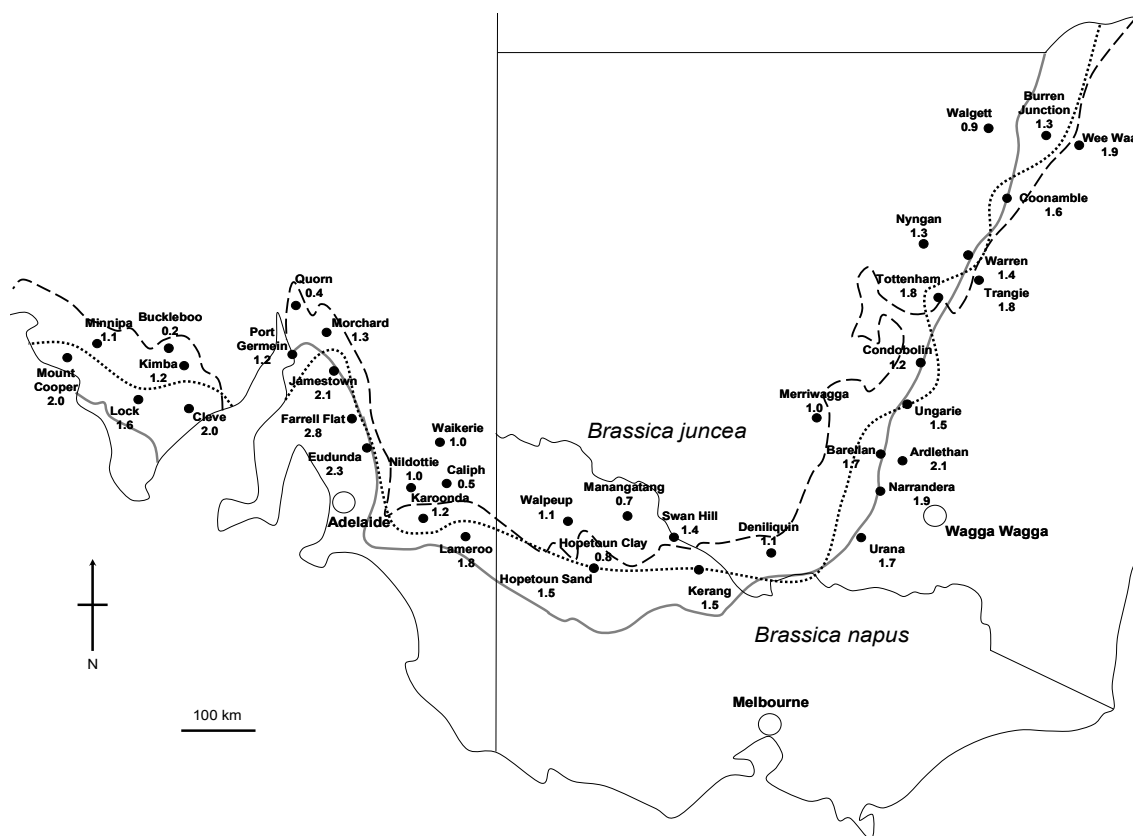 Burren
Junction
1.3
Walgett
0.9
Wee Waa
1.9
Coonamble
1.6
Nyngan
1.3
Warren
1.4
Tottenham
1.8
Trangie
1.8
Quorn
0.4
Minnipa
1.1
Buckleboo
0.2
Morchard
1.3
Port
Germein
1.2
Kimba
1.2
Condobolin
1.2
Mount
Cooper
2.0
Jamestown
2.1
Lock
1.6
Cleve
2.0
Merriwagga
1.0
Ungarie
1.5
Farrell Flat
2.8
Waikerie
1.0
Brassica juncea
Eudunda
2.3
Barellan
1.7
Ardlethan
2.1
Nildottie
1.0
Caliph
0.5
Manangatang
0.7
Narrandera
1.9
Karoonda
1.2
Walpeup
1.1
Adelaide
Swan Hill
1.4
Deniliquin
1.1
Wagga Wagga
Lameroo
1.8
Hopetoun Clay
0.8
Urana
1.7
Hopetoun Sand
1.5
Kerang
1.5
Brassica napus
N
100 km
Melbourne